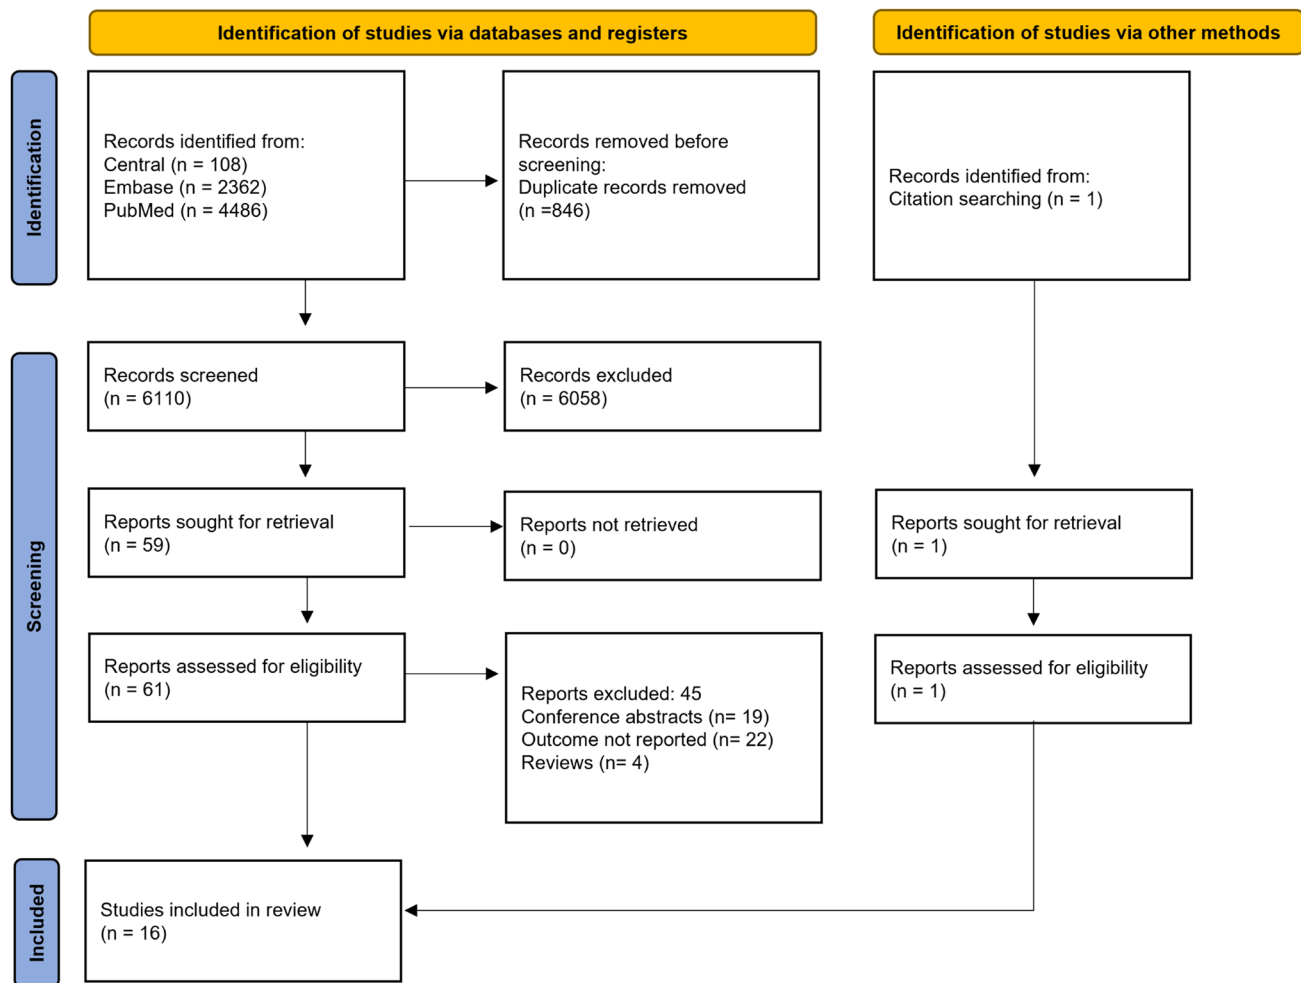 Identification of studies via databases and registers
Identification of studies via other methods
Identification
Records identified from:
Central (n = 108)
Embase (n = 2362)
PubMed (n = 4486)
Records removed before
screening:
Duplicate records removed
(n =846)
Records identified from:
Citation searching (n = 1)
Screening
Records screened
(n = 6110)
Records excluded
(n = 6058)
Reports sought for retrieval
(n = 59)
Reports not retrieved
(n = 0)
Reports sought for retrieval
(n = 1)
Reports assessed for eligibility
(n = 61)
Reports excluded: 45
Conference abstracts (n= 19)
Outcome not reported (n= 22)
Reviews (n= 4)
Reports assessed for eligibility
(n = 1)
Included
Studies included in review
(n = 16)